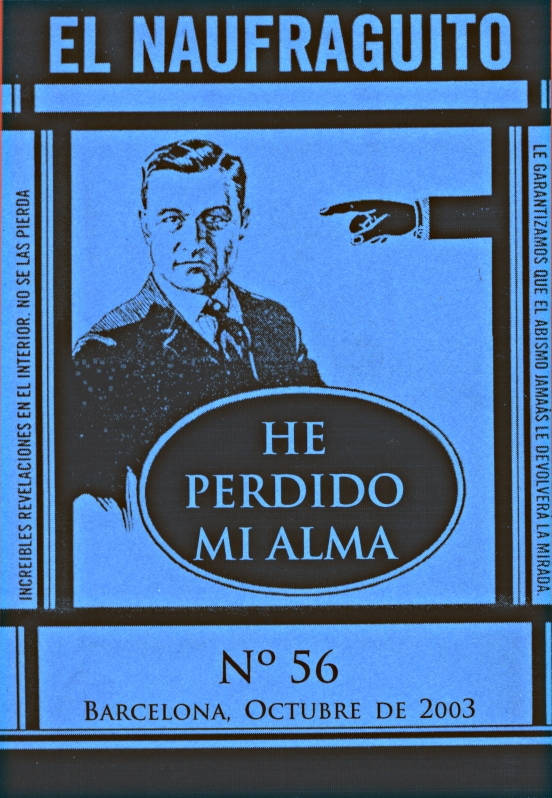 EL NAUFRAGUITO
INCREIBLES REVELACIONES EN EL INTERIOR. NO SE LAS PIERDA
LE GARANTIZAMOS QUE EL ABISMO JAMAÁS LE DEVOLVERÁ LA MIRADA.
HE
PERDIDO
MI ALMA
Nº 56
BARCELONA, OCTUBRE DE 2003